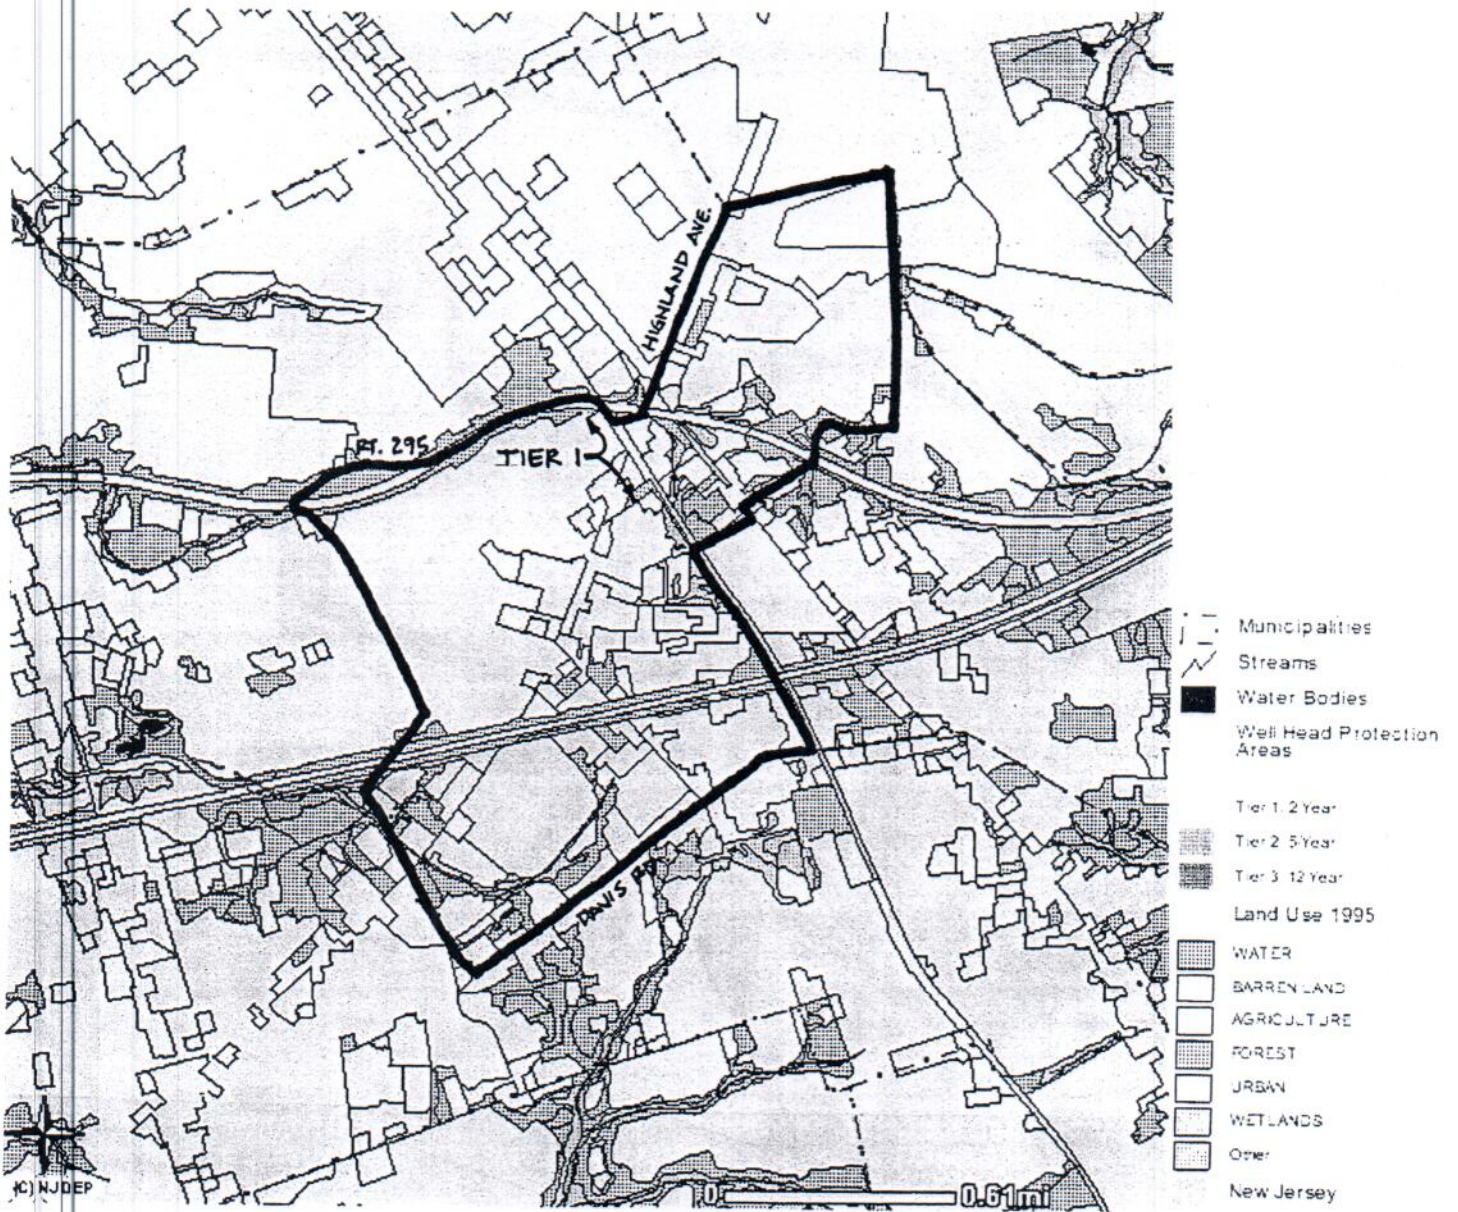 HIGHLAND AVE.
RT. 295
TIER 1
DAVIS RD.
Municipalities
Streams
Water Bodies
Well Head Protection
Areas
Tier 1. 2 Year
Tier 2 5 Year
Tier 3 12 Year
Land Use 1995
WATER
BARREN LAND
AGRICULTURE
FOREST
URBAN
WETLANDS
Other
New Jersey
(C) NJDEP
0 0.61mi